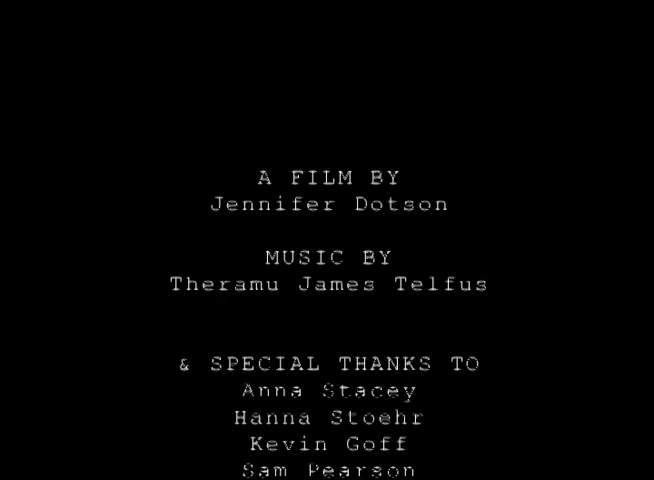 A FILM BY
Jennifer Dotson
MUSIC BY
Theramu James Telfus
& SPECIAL THANKS TO
Anna Stacey
Hanna Stoehr
Kevin Goff
Sam Pearson